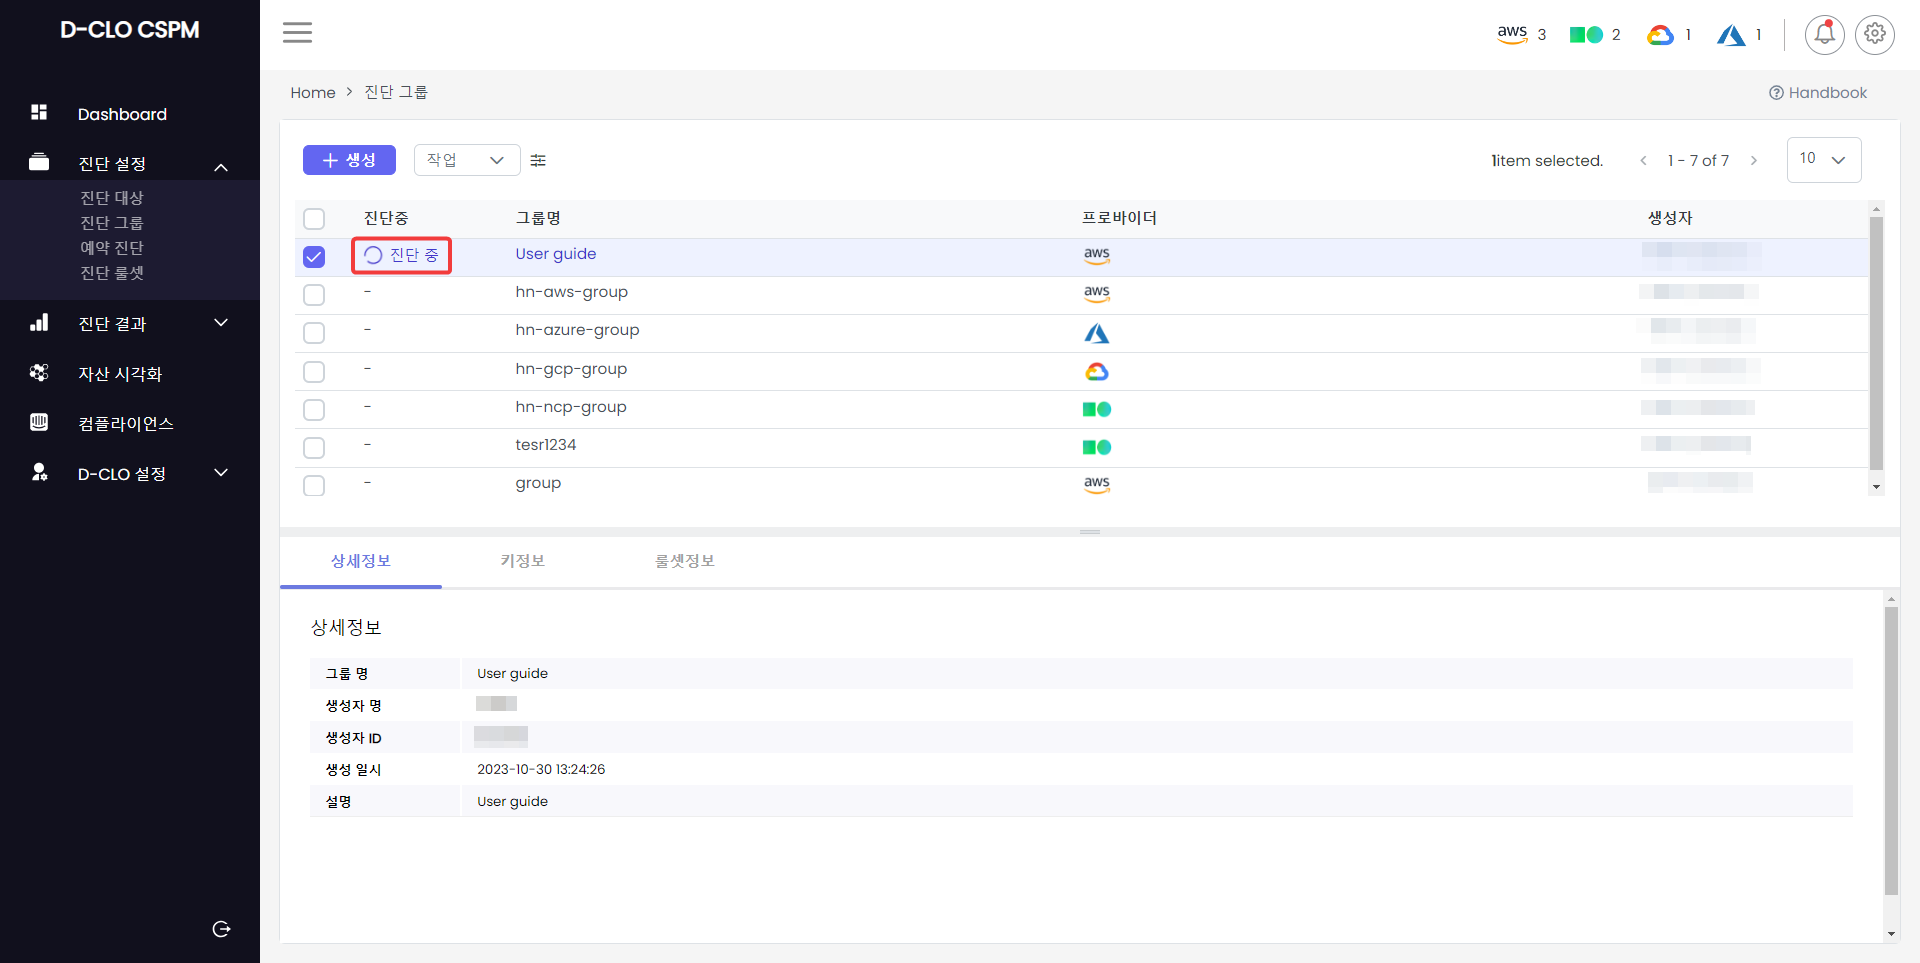 D-CLO CSPM
Dashboard
진단 설정
진단 대상
진단 그룹
예약 진단
진단 룰셋
진단 결과
자산 시각화
컴플라이언스
D-CLO 설정
aws 3 2 1 1
Home > 진단 그룹
Handbook
+ 생성 작업 1item selected. < 1 - 7 of 7 > 10
진단중 그룹명 프로바이더 생성자
진단 중 User guide aws
- hn-aws-group aws
- hn-azure-group
- hn-gcp-group
- hn-ncp-group
- tesr1234
- group aws
상세정보 키정보 룰셋정보
상세정보
그룹 명 User guide
생성자 명
생성자 ID
생성 일시 2023-10-30 13:24:26
설명 User guide